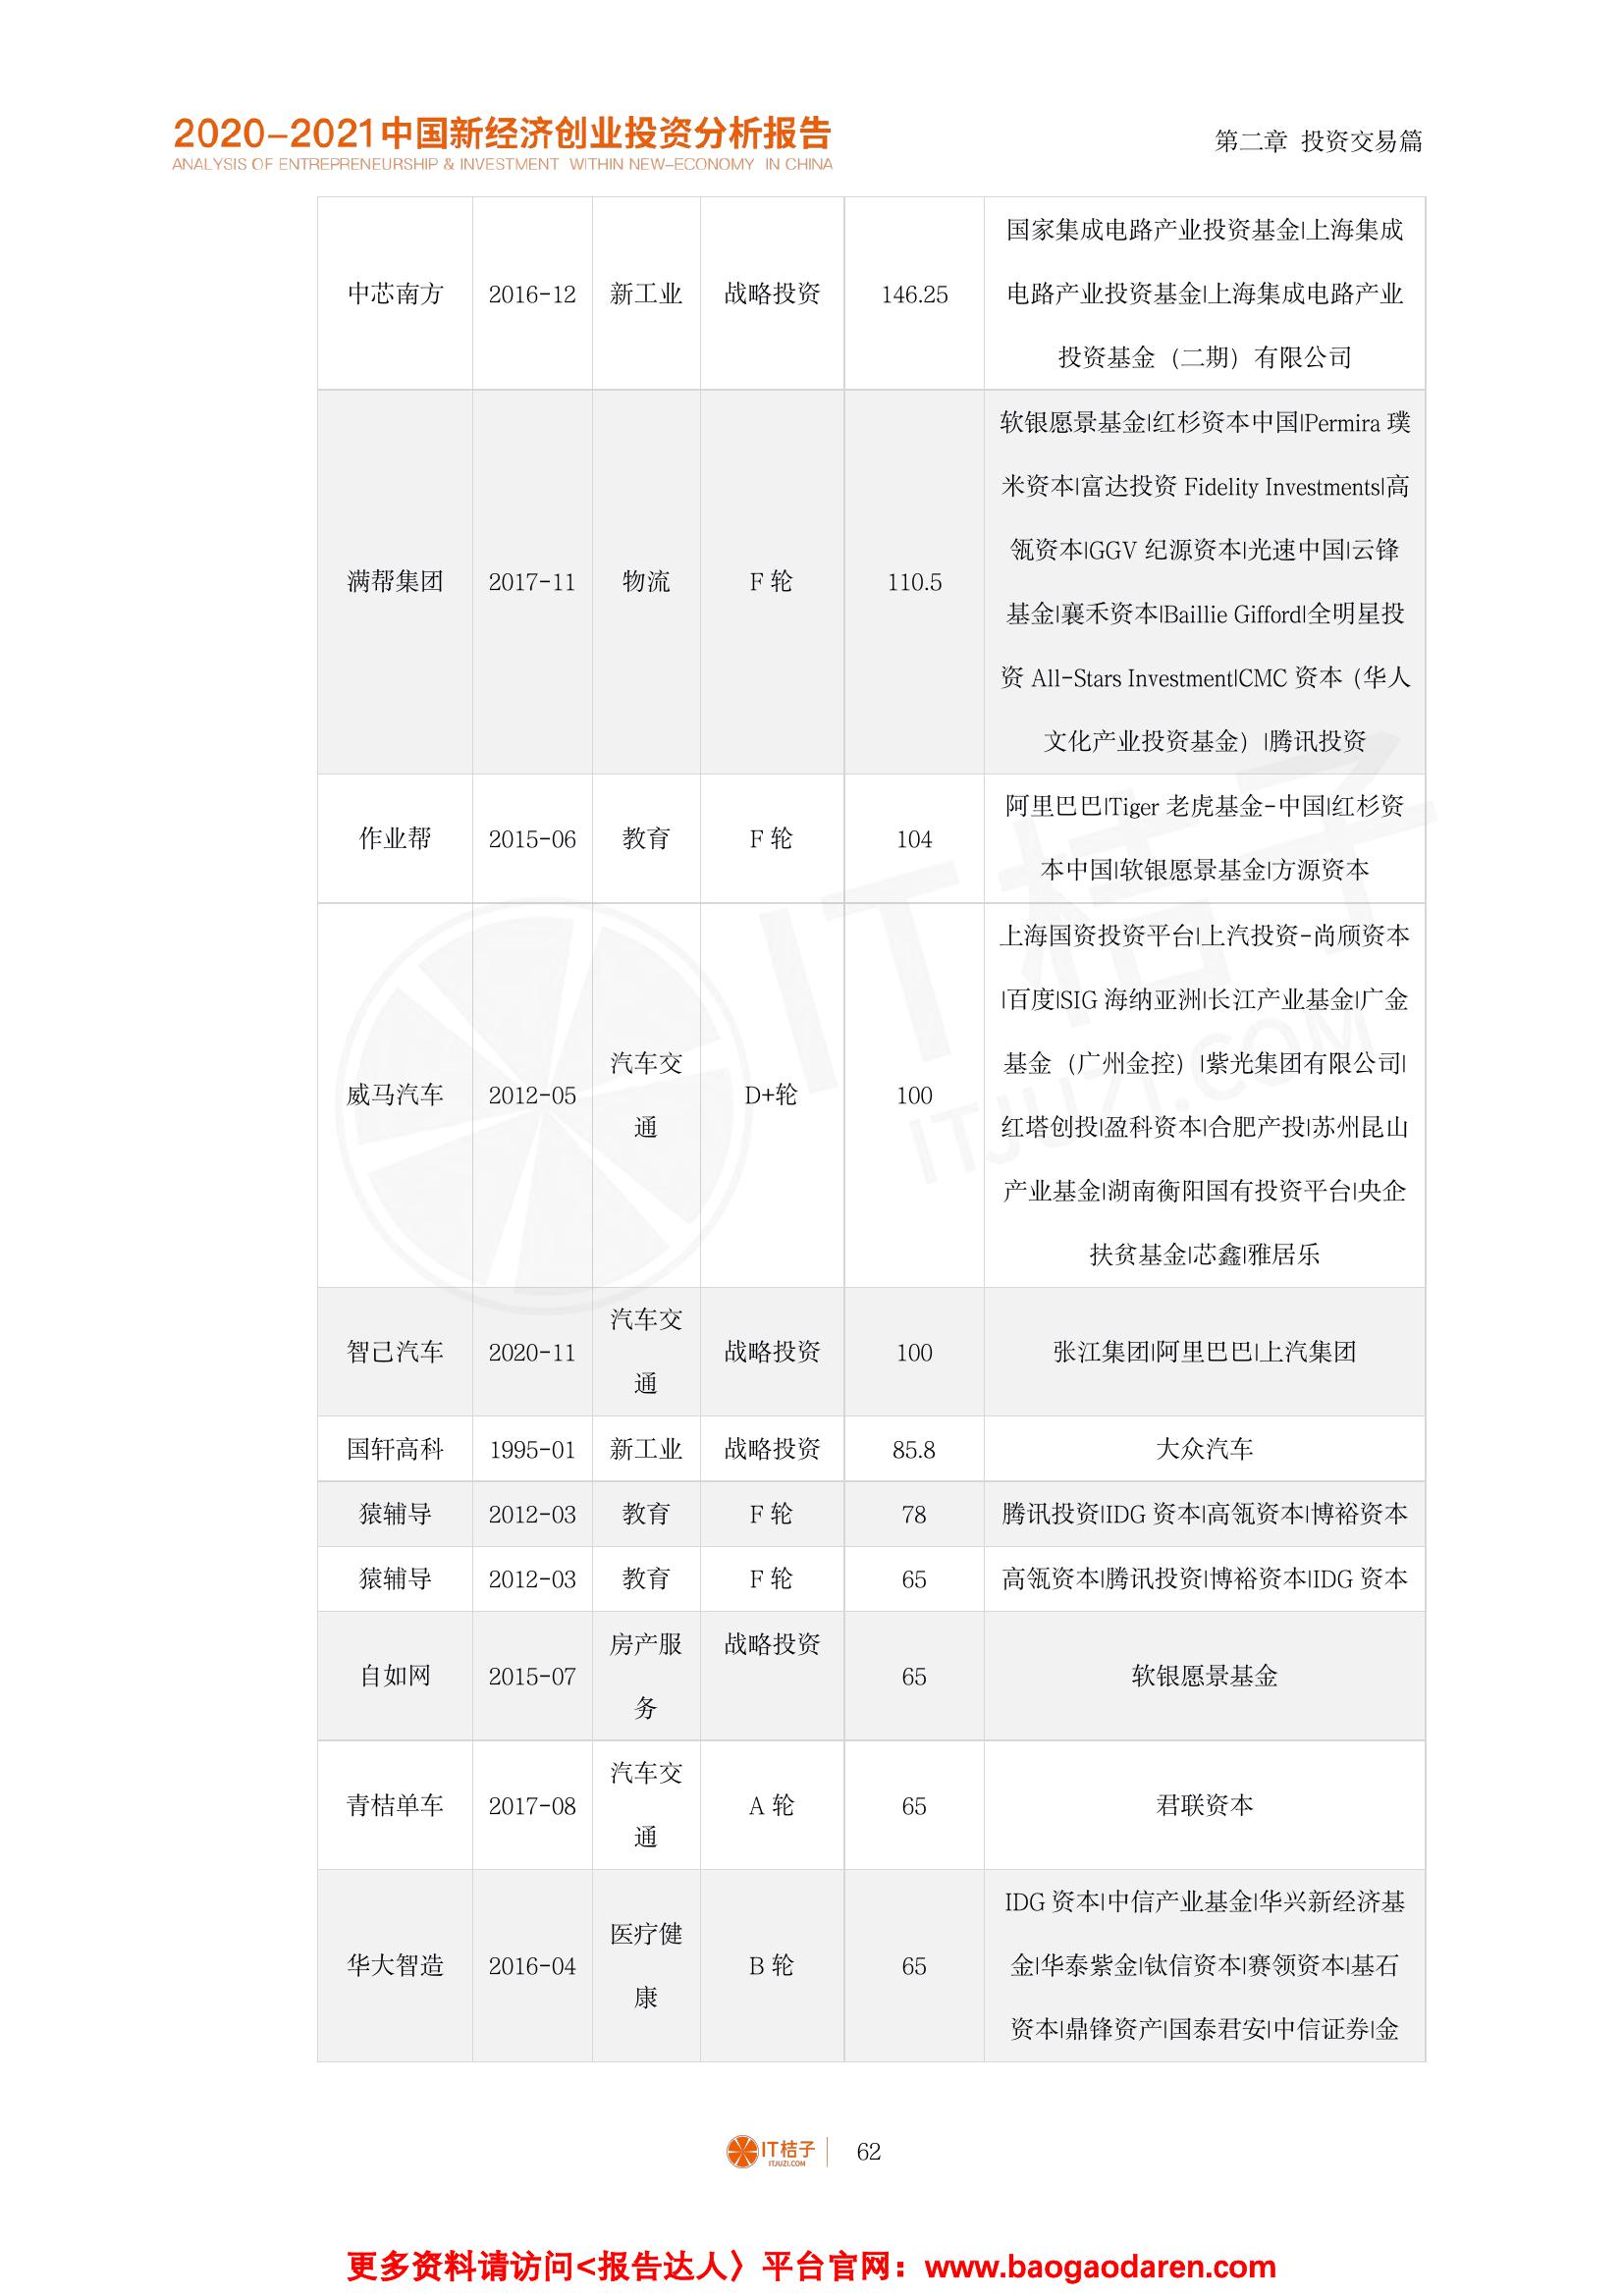 2020-2021中国新经济创业投资分析报告
ANALYSIS OF ENTREPRENEURSHIP & INVESTMENT WITHIN NEW-ECONOMY IN CHINA
第二章 投资交易篇
中芯南方 2016-12 新工业 战略投资 146.25
国家集成电路产业投资基金|上海集成
电路产业投资基金|上海集成电路产业
投资基金（二期）有限公司
满帮集团 2017-11 物流 F 轮 110.5
软银愿景基金|红杉资本中国|Permira 璞
米资本|富达投资 Fidelity Investments|高
瓴资本|GGV 纪源资本|光速中国|云锋
基金|襄禾资本|Baillie Gifford|全明星投
资 All-Stars Investment|CMC 资本（华人
文化产业投资基金）|腾讯投资
作业帮 2015-06 教育 F 轮 104
阿里巴巴|Tiger 老虎基金-中国|红杉资
本中国|软银愿景基金|方源资本
威马汽车 2012-05
汽车交
通
D+轮 100
上海国资投资平台|上汽投资-尚颀资本
|百度|SIG 海纳亚洲|长江产业基金|广金
基金（广州金控）|紫光集团有限公司|
红塔创投|盈科资本|合肥产投|苏州昆山
产业基金|湖南衡阳国有投资平台|央企
扶贫基金|芯鑫|雅居乐
智己汽车 2020-11
汽车交
通
战略投资 100 张江集团|阿里巴巴|上汽集团
国轩高科 1995-01 新工业 战略投资 85.8 大众汽车
猿辅导 2012-03 教育 F 轮 78 腾讯投资|IDG 资本|高瓴资本|博裕资本
猿辅导 2012-03 教育 F 轮 65 高瓴资本|腾讯投资|博裕资本|IDG 资本
自如网 2015-07
房产服
务
战略投资 65 软银愿景基金
青桔单车 2017-08
汽车交
通
A 轮 65 君联资本
华大智造 2016-04
医疗健
康
B 轮 65
IDG 资本|中信产业基金|华兴新经济基
金|华泰紫金|钛信资本|赛领资本|基石
资本|鼎锋资产|国泰君安|中信证券|金
IT桔子
ITJUZI.COM
IT桔子
ITJUZI.COM
62
更多资料请访问<报告达人〉平台官网：www.baogaodaren.com